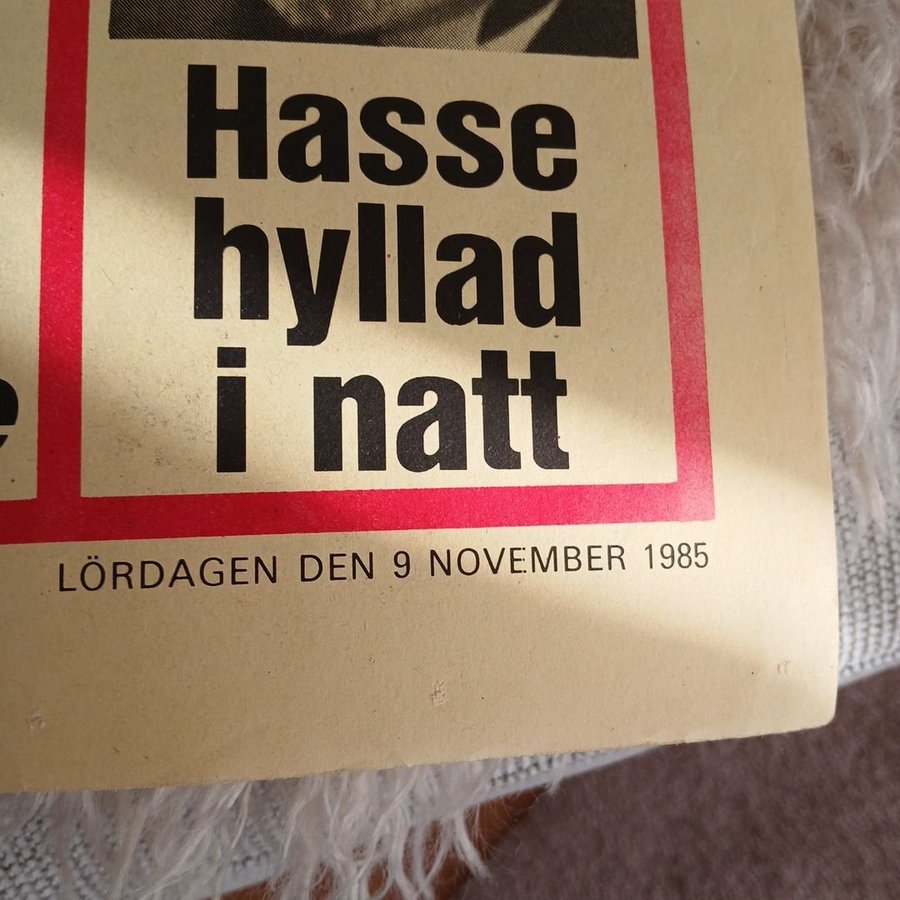 Hasse
hyllad
i natt
LÖRDAGEN DEN 9 NOVEMBER 1985